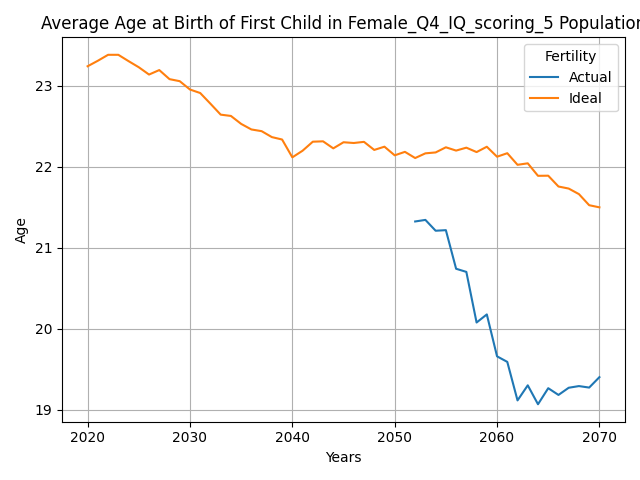 Average Age at Birth of First Child in Female_Q4_IQ_scoring_5 Population
Fertility
Actual
Ideal
23
22
21
20
19
Age
2020 2030 2040 2050 2060 2070
Years